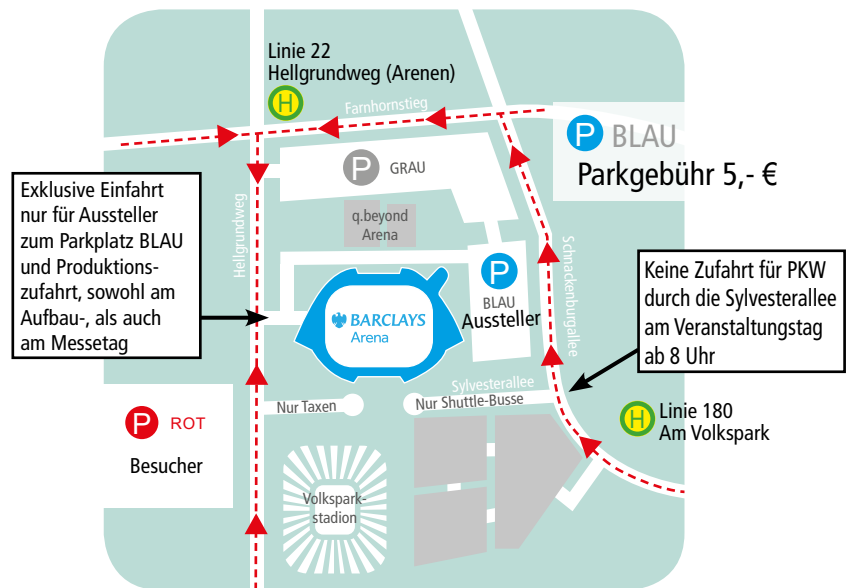 Linie 22
Hellgrundweg (Arenen)
H
Farnhornstieg
P BLAU
Parkgebühr 5,- €
P GRAU
Exklusive Einfahrt
nur für Aussteller
zum Parkplatz BLAU
und Produktions-
zufahrt, sowohl am
Aufbau-, als auch
am Messetag
Hellgrundweg
q.beyond
Arena
P
BLAU
Aussteller
Schnackenburgallee
Keine Zufahrt für PKW
durch die Sylvesterallee
am Veranstaltungstag
ab 8 Uhr
BARCLAYS
Arena
Sylvesterallee
Nur Taxen
Nur Shuttle-Busse
P ROT
Besucher
H Linie 180
Am Volkspark
Volkspark-
stadion